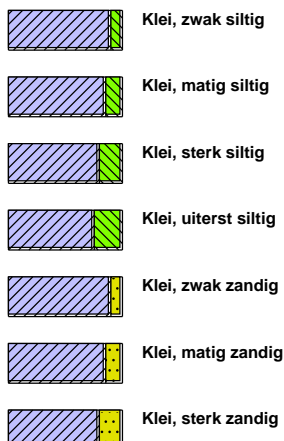 Klei, zwak siltig
Klei, matig siltig
Klei, sterk siltig
Klei, uiterst siltig
Klei, zwak zandig
Klei, matig zandig
Klei, sterk zandig